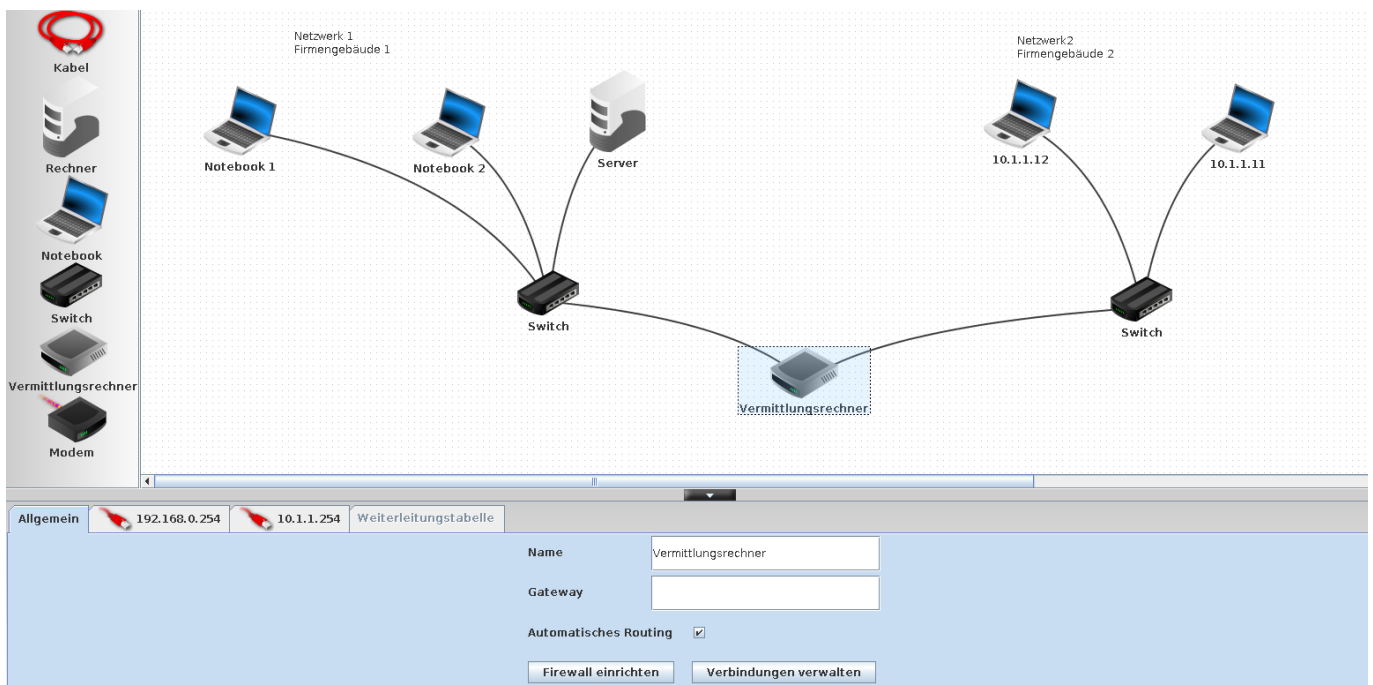 Kabel
Rechner
Notebook
Switch
Vermittlungsrechner
Modem
Netzwerk 1
Firmengebäude 1
Netzwerk2
Firmengebäude 2
Notebook 1
Notebook 2
Server
10.1.1.12
10.1.1.11
Switch
Switch
Vermittlungsrechner
Allgemein 192.168.0.254 10.1.1.254 Weiterleitungstabelle
Name Vermittlungsrechner
Gateway
Automatisches Routing
Firewall einrichten Verbindungen verwalten